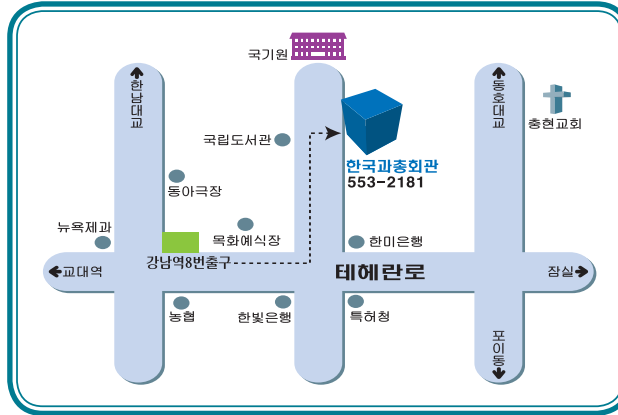 국기원
한남대교
동호대교
충현교회
국립도서관
한국과총회관
553-2181
동아극장
뉴욕제과
목화예식장
한미은행
강남역8번출구
교대역
테헤란로
잠실
농협
한빛은행
특허청
포이동